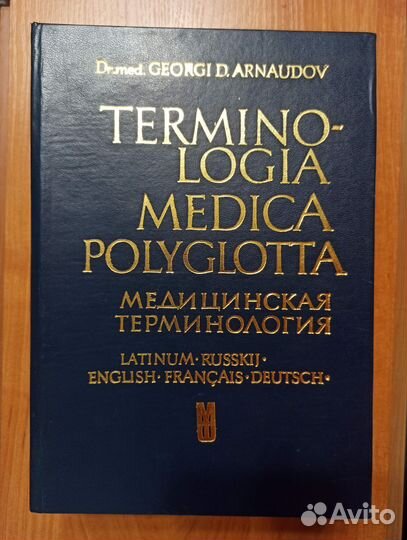 Dr.med. GEORGI D. ARNAUDOV
TERMINO-
LOGIA
MEDICA
POLYGLOTTA
МЕДИЦИНСКАЯ
ТЕРМИНОЛОГИЯ
LATINUM · RUSSKIJ ·
ENGLISH · FRANÇAIS · DEUTSCH ·
Avito